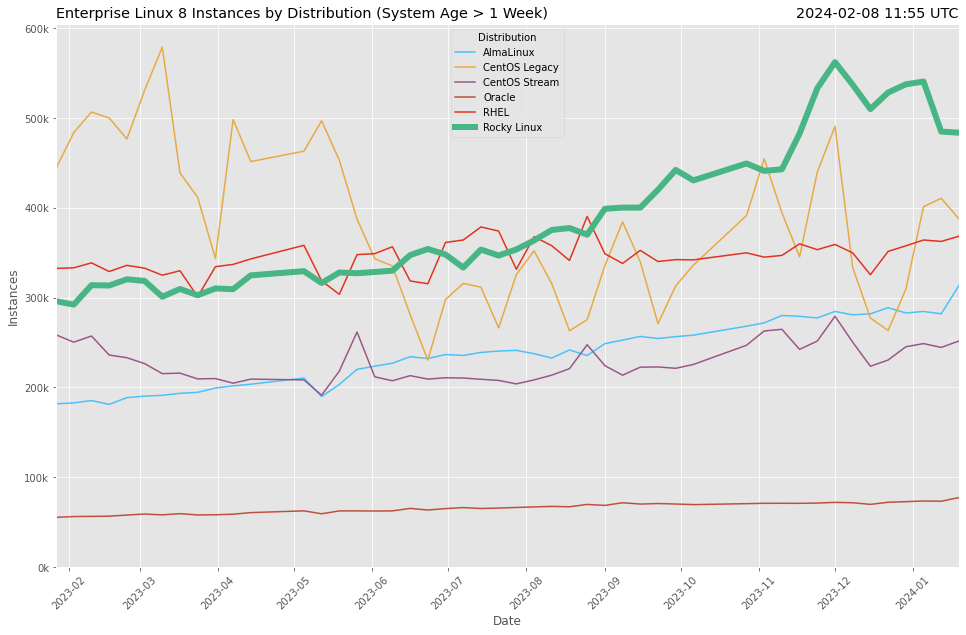 Enterprise Linux 8 Instances by Distribution (System Age > 1 Week)
2024-02-08 11:55 UTC
Distribution
AlmaLinux
CentOS Legacy
CentOS Stream
Oracle
RHEL
Rocky Linux
Instances
600k
500k
400k
300k
200k
100k
0k
2023-02
2023-03
2023-04
2023-05
2023-06
2023-07
2023-08
2023-09
2023-10
2023-11
2023-12
2024-01
Date